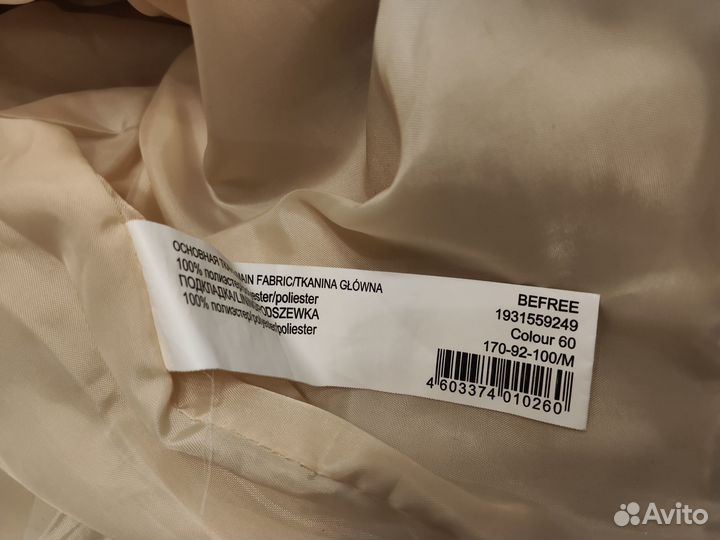 ОСНОВНАЯ MAIN FABRIC/TKANINA GŁÓWNA
100% полиэстер/polyester/poliester
ПОДКЛАДКА/LINING/PODSZEWKA
100% полиэстер/polyester/poliester
BEFREE
1931559249
Colour 60
170-92-100/M
4 603374 010260
Avito